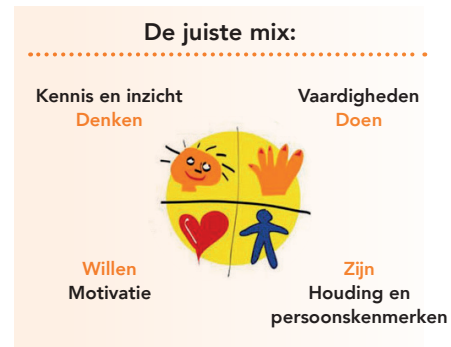 De juiste mix:
Kennis en inzicht
Denken
Vaardigheden
Doen
Willen
Motivatie
Zijn
Houding en
persoonskenmerken